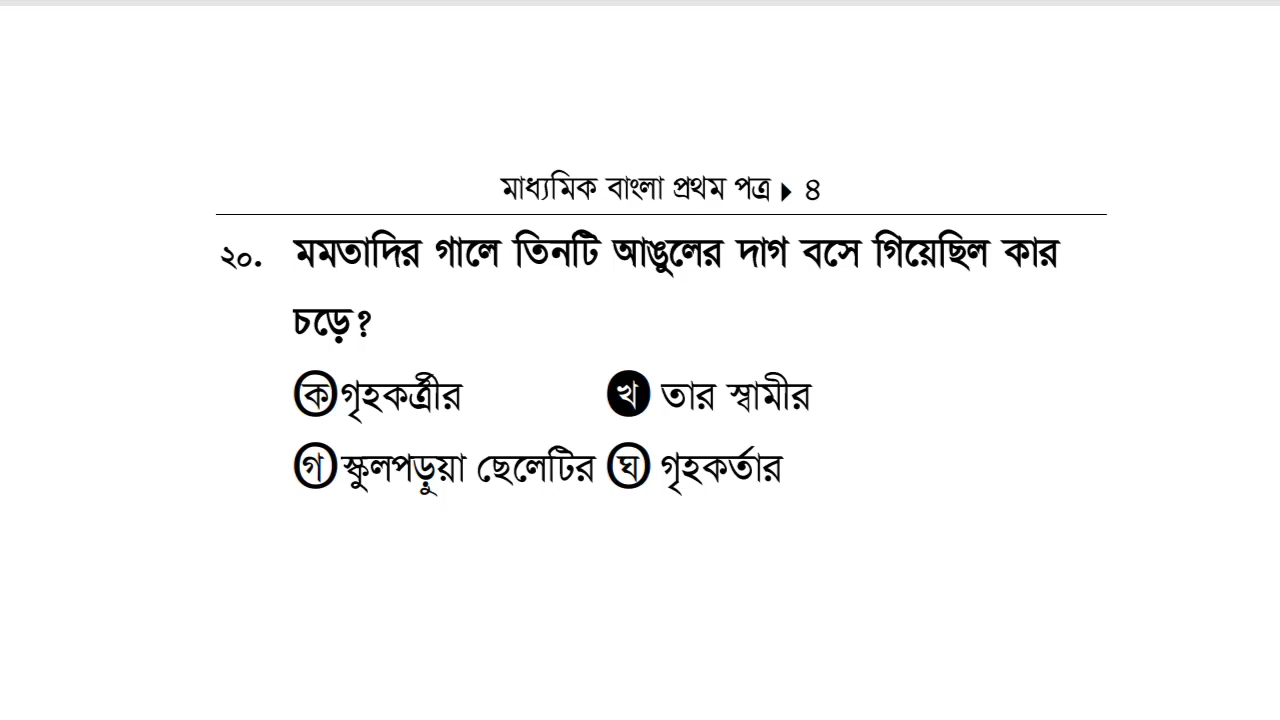 মাধ্যমিক বাংলা প্রথম পত্র ▶ ৪
২০. মমতাদির গালে তিনটি আঙুলের দাগ বসে গিয়েছিল কার
চড়ে?
ক গৃহকর্ত্রীর খ তার স্বামীর
গ স্কুলপড়ুয়া ছেলেটির ঘ গৃহকর্তার